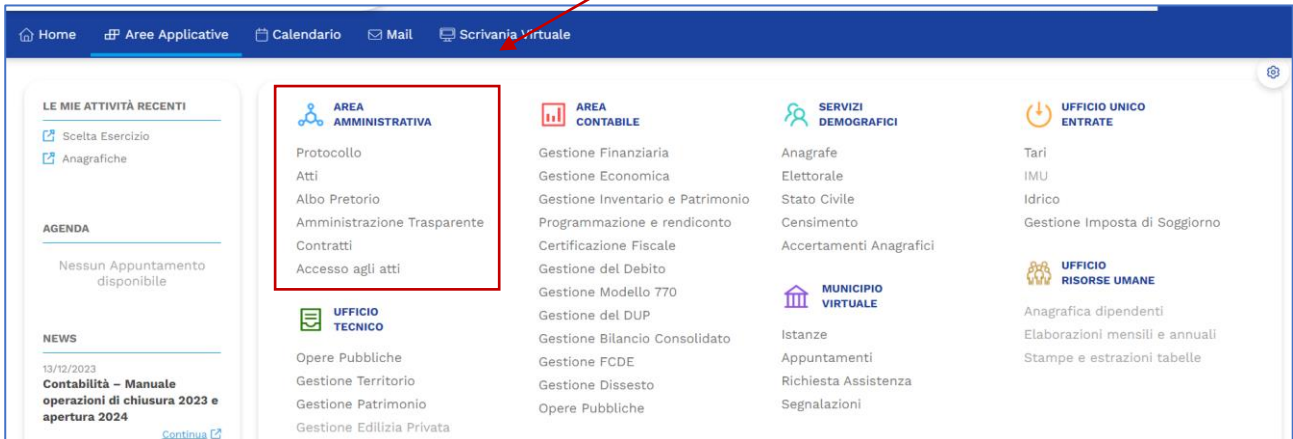 Home
Aree Applicative
Calendario
Mail
Scrivania Virtuale
LE MIE ATTIVITÀ RECENTI
Scelta Esercizio
Anagrafiche
AGENDA
Nessun Appuntamento
disponibile
NEWS
13/12/2023
Contabilità – Manuale
operazioni di chiusura 2023 e
apertura 2024
Continua
AREA
AMMINISTRATIVA
Protocollo
Atti
Albo Pretorio
Amministrazione Trasparente
Contratti
Accesso agli atti
UFFICIO
TECNICO
Opere Pubbliche
Gestione Territorio
Gestione Patrimonio
Gestione Edilizia Privata
AREA
CONTABILE
Gestione Finanziaria
Gestione Economica
Gestione Inventario e Patrimonio
Programmazione e rendiconto
Certificazione Fiscale
Gestione del Debito
Gestione Modello 770
Gestione del DUP
Gestione Bilancio Consolidato
Gestione FCDE
Gestione Dissesto
Opere Pubbliche
SERVIZI
DEMOGRAFICI
Anagrafe
Elettorale
Stato Civile
Censimento
Accertamenti Anagrafici
MUNICIPIO
VIRTUALE
Istanze
Appuntamenti
Richiesta Assistenza
Segnalazioni
UFFICIO UNICO
ENTRATE
Tari
IMU
Idrico
Gestione Imposta di Soggiorno
UFFICIO
RISORSE UMANE
Anagrafica dipendenti
Elaborazioni mensili e annuali
Stampe e estrazioni tabelle